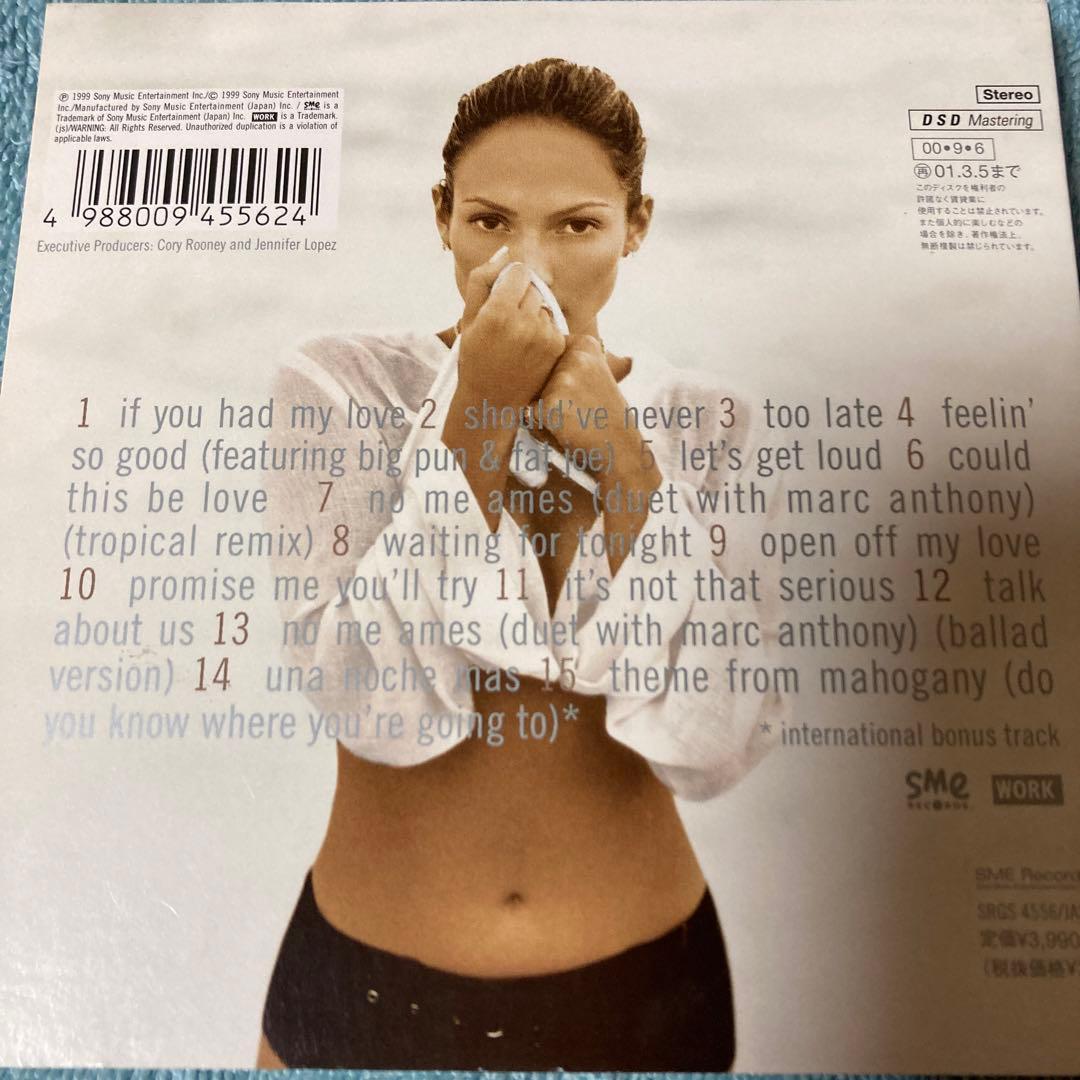 ℗ 1999 Sony Music Entertainment Inc./© 1999 Sony Music Entertainment
Inc./Manufactured by Sony Music Entertainment (Japan) Inc. / sme is a
Trademark of Sony Music Entertainment (Japan) Inc. WORK is a Trademark.
(js)/WARNING: All Rights Reserved. Unauthorized duplication is a violation of
applicable laws.
4 988009 455624
Executive Producers: Cory Rooney and Jennifer Lopez
Stereo
DSD Mastering
00•9•6
再01.3.5まで
このディスクを権利者の
許諾なく賃貸業に
使用することは禁止されています。
また個人的に楽しむなどの
場合を除き、著作権法上、
無断複製は禁じられています。
1 if you had my love 2 should've never 3 too late 4 feelin'
so good (featuring big pun & fat joe) 5 let's get loud 6 could
this be love 7 no me ames (duet with marc anthony)
(tropical remix) 8 waiting for tonight 9 open off my love
10 promise me you'll try 11 it's not that serious 12 talk
about us 13 no me ames (duet with marc anthony) (ballad
version) 14 una noche mas 15 theme from mahogany (do
you know where you're going to)*
* international bonus track
sme RECORDS WORK
SME Record
SRCS 4556/JA
定価¥3,990
(税抜価格¥